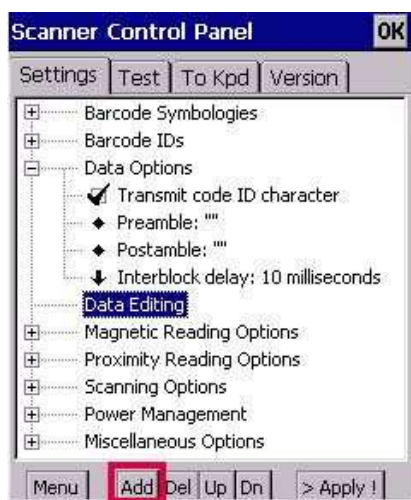 Scanner Control Panel OK
Settings Test To Kpd Version
Barcode Symbologies
Barcode IDs
Data Options
Transmit code ID character
Preamble: ""
Postamble: ""
Interblock delay: 10 milliseconds
Data Editing
Magnetic Reading Options
Proximity Reading Options
Scanning Options
Power Management
Miscellaneous Options
Menu Add Del Up Dn > Apply !